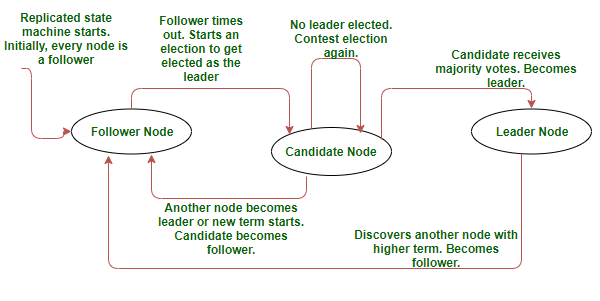 Replicated state
machine starts.
Initially, every node is
a follower
Follower times
out. Starts an
election to get
elected as the
leader
No leader elected.
Contest election
again.
Candidate receives
majority votes. Becomes
leader.
Follower Node
Candidate Node
Leader Node
Another node becomes
leader or new term starts.
Candidate becomes
follower.
Discovers another node with
higher term. Becomes
follower.